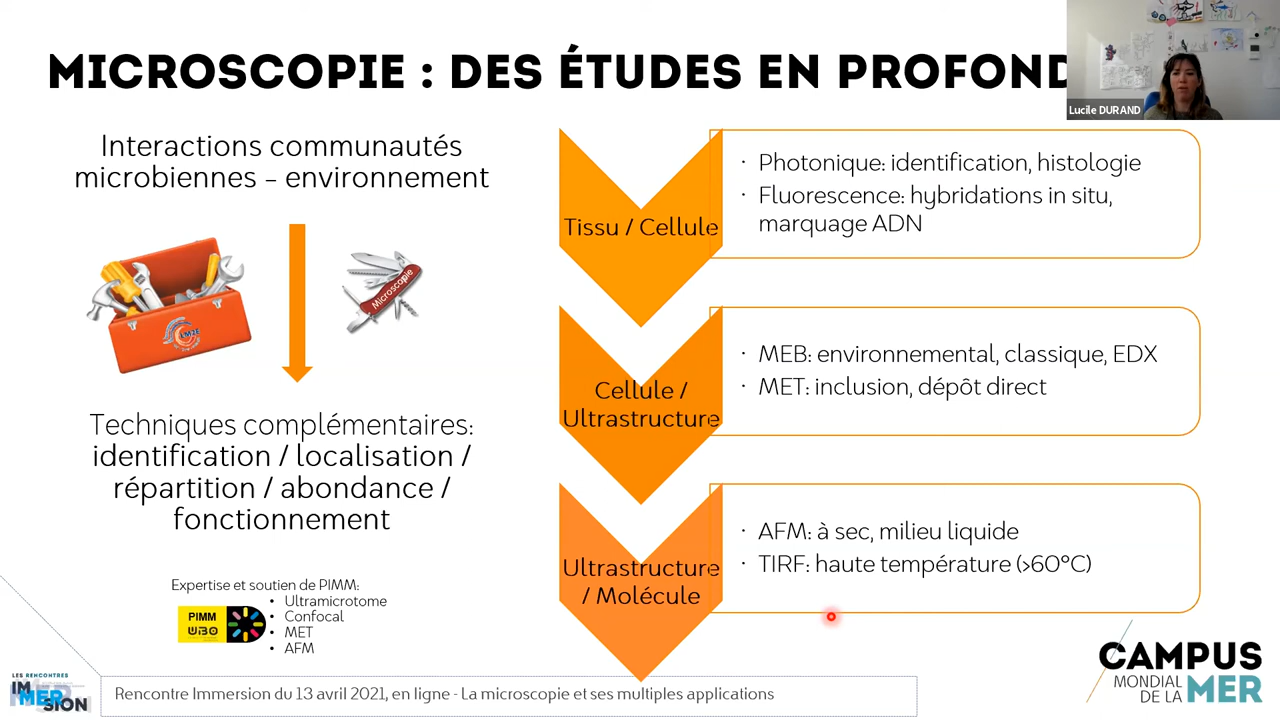 MICROSCOPIE : DES ÉTUDES EN PROFOND
Lucile DURAND
Interactions communautés
microbiennes – environnement
Microscopie
LM2E
Techniques complémentaires:
identification / localisation /
répartition / abondance /
fonctionnement
Expertise et soutien de PIMM:
PIMM
UBO
• Ultramicrotome
• Confocal
• MET
• AFM
Tissu / Cellule
· Photonique: identification, histologie
· Fluorescence: hybridations in situ,
marquage ADN
Cellule /
Ultrastructure
· MEB: environnemental, classique, EDX
· MET: inclusion, dépôt direct
Ultrastructure
/ Molécule
· AFM: à sec, milieu liquide
· TIRF: haute température (>60°C)
LES RENCONTRES
IM
MER
SION
Rencontre Immersion du 13 avril 2021, en ligne - La microscopie et ses multiples applications
CAMPUS
MONDIAL
DE LA MER